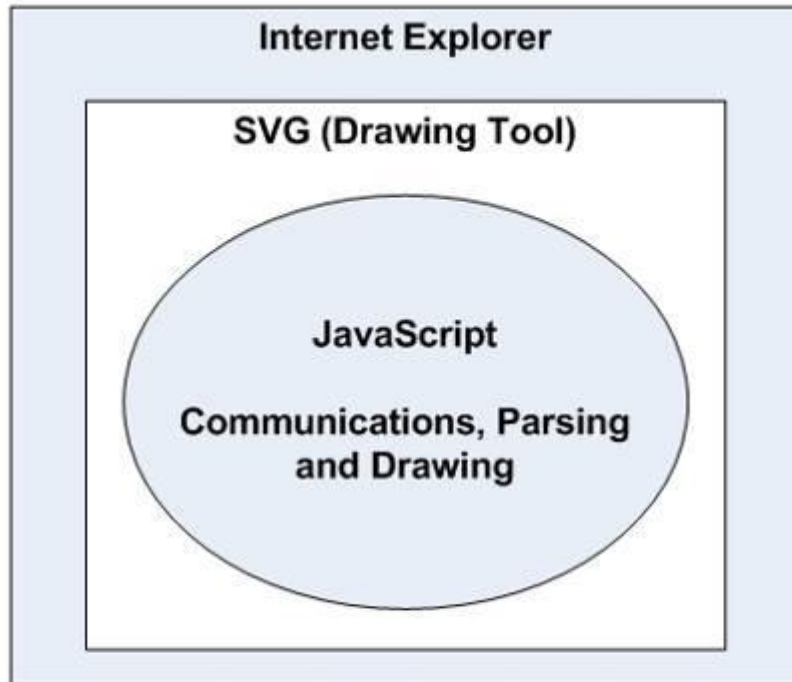 Internet Explorer
SVG (Drawing Tool)
JavaScript
Communications, Parsing
and Drawing